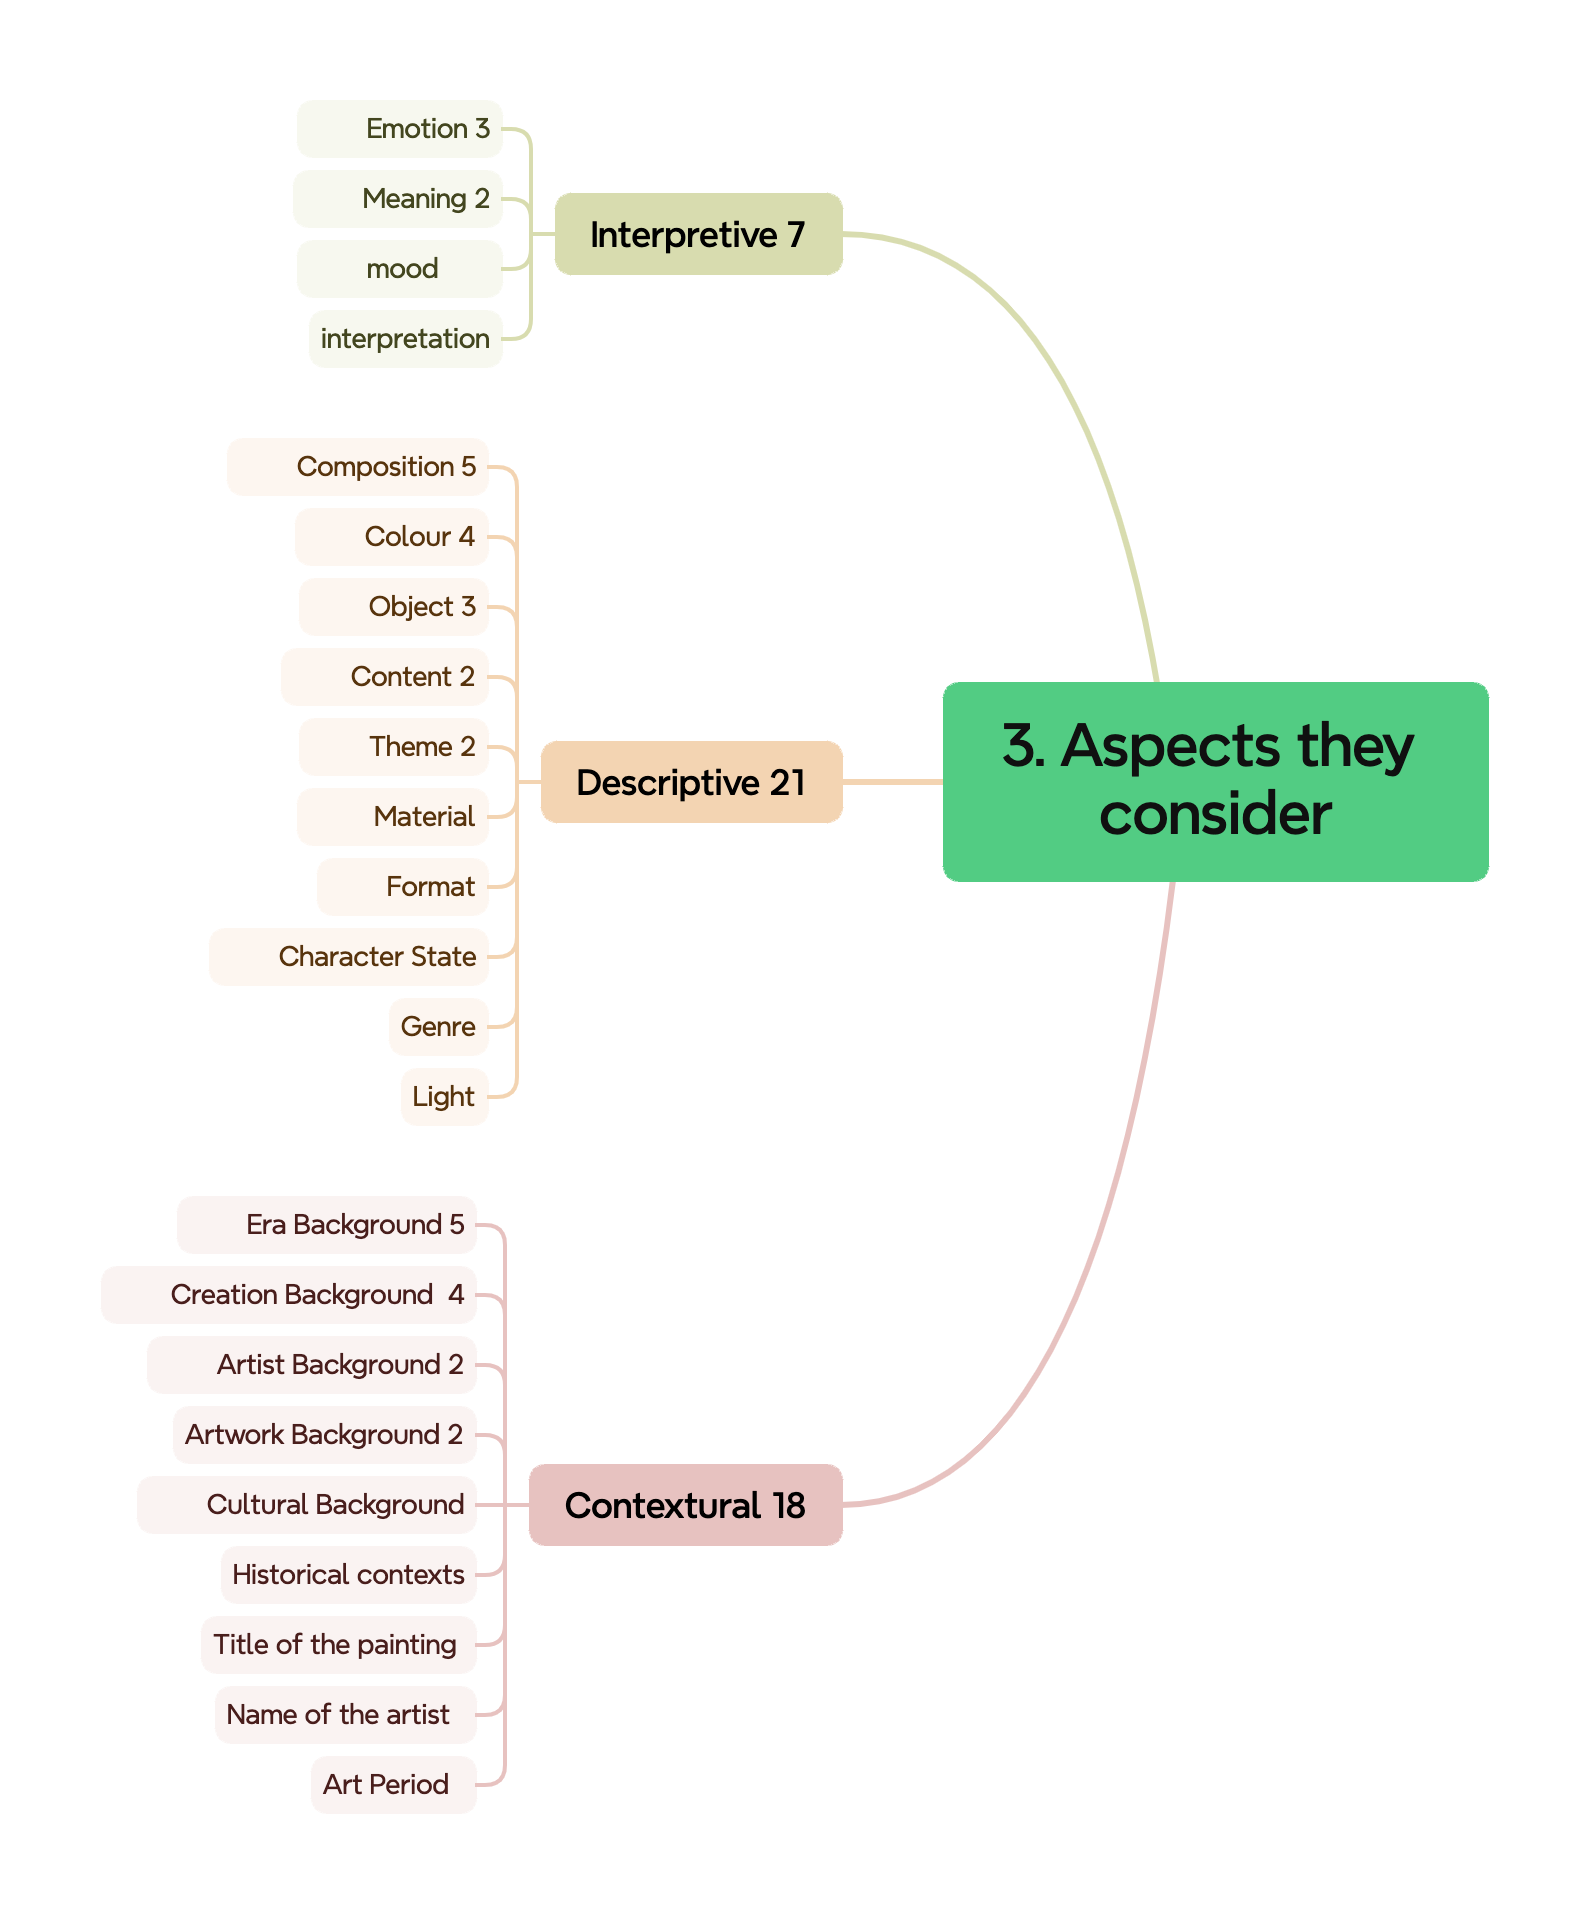 Emotion 3
Meaning 2
mood
interpretation
Interpretive 7
Composition 5
Colour 4
Object 3
Content 2
Theme 2
Material
Format
Character State
Genre
Light
Descriptive 21
3. Aspects they
consider
Era Background 5
Creation Background  4
Artist Background 2
Artwork Background 2
Cultural Background
Historical contexts
Title of the painting
Name of the artist
Art Period
Contextural 18